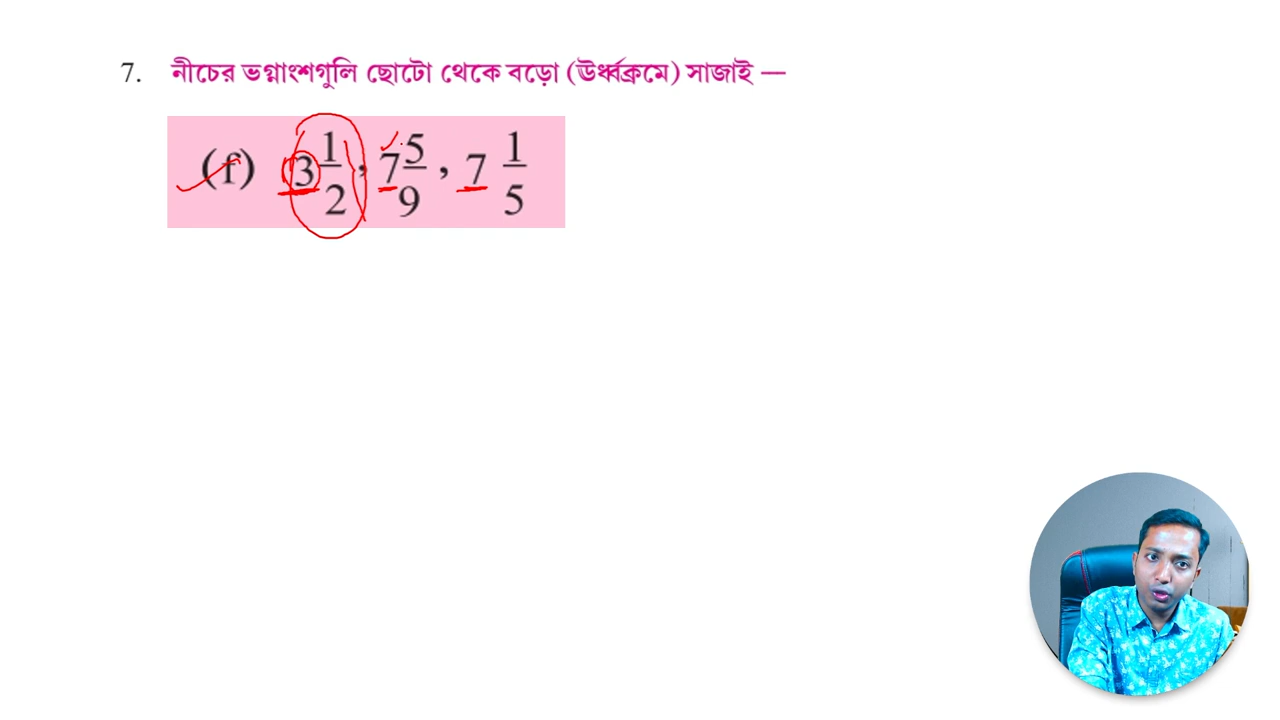 7. নীচের ভগ্নাংশগুলি ছোটো থেকে বড়ো (ঊর্ধ্বক্রমে) সাজাই —
(f) 3 1/2 , 7 5/9 , 7 1/5